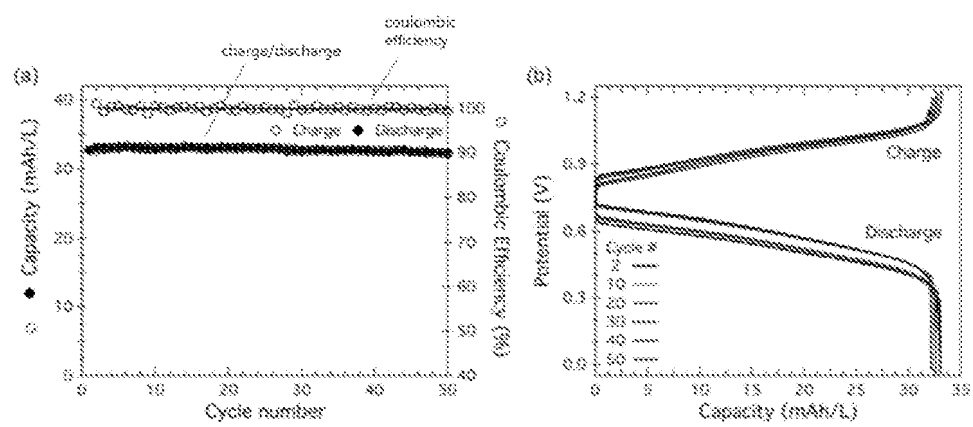 coulombic
efficiency
charge/discharge
(a)
(b)
40
30
20
10
0
100
90
80
70
60
50
40
○ Charge ◆ Discharge
◆ Capacity (mAh/L)
○ Coulombic Efficiency (%)
0 10 20 30 40 50
Cycle number
1.2
0.9
0.6
0.3
0.0
Potential (V)
Charge
Discharge
Cycle #
2
10
20
30
40
50
0 5 10 15 20 25 30 35
Capacity (mAh/L)